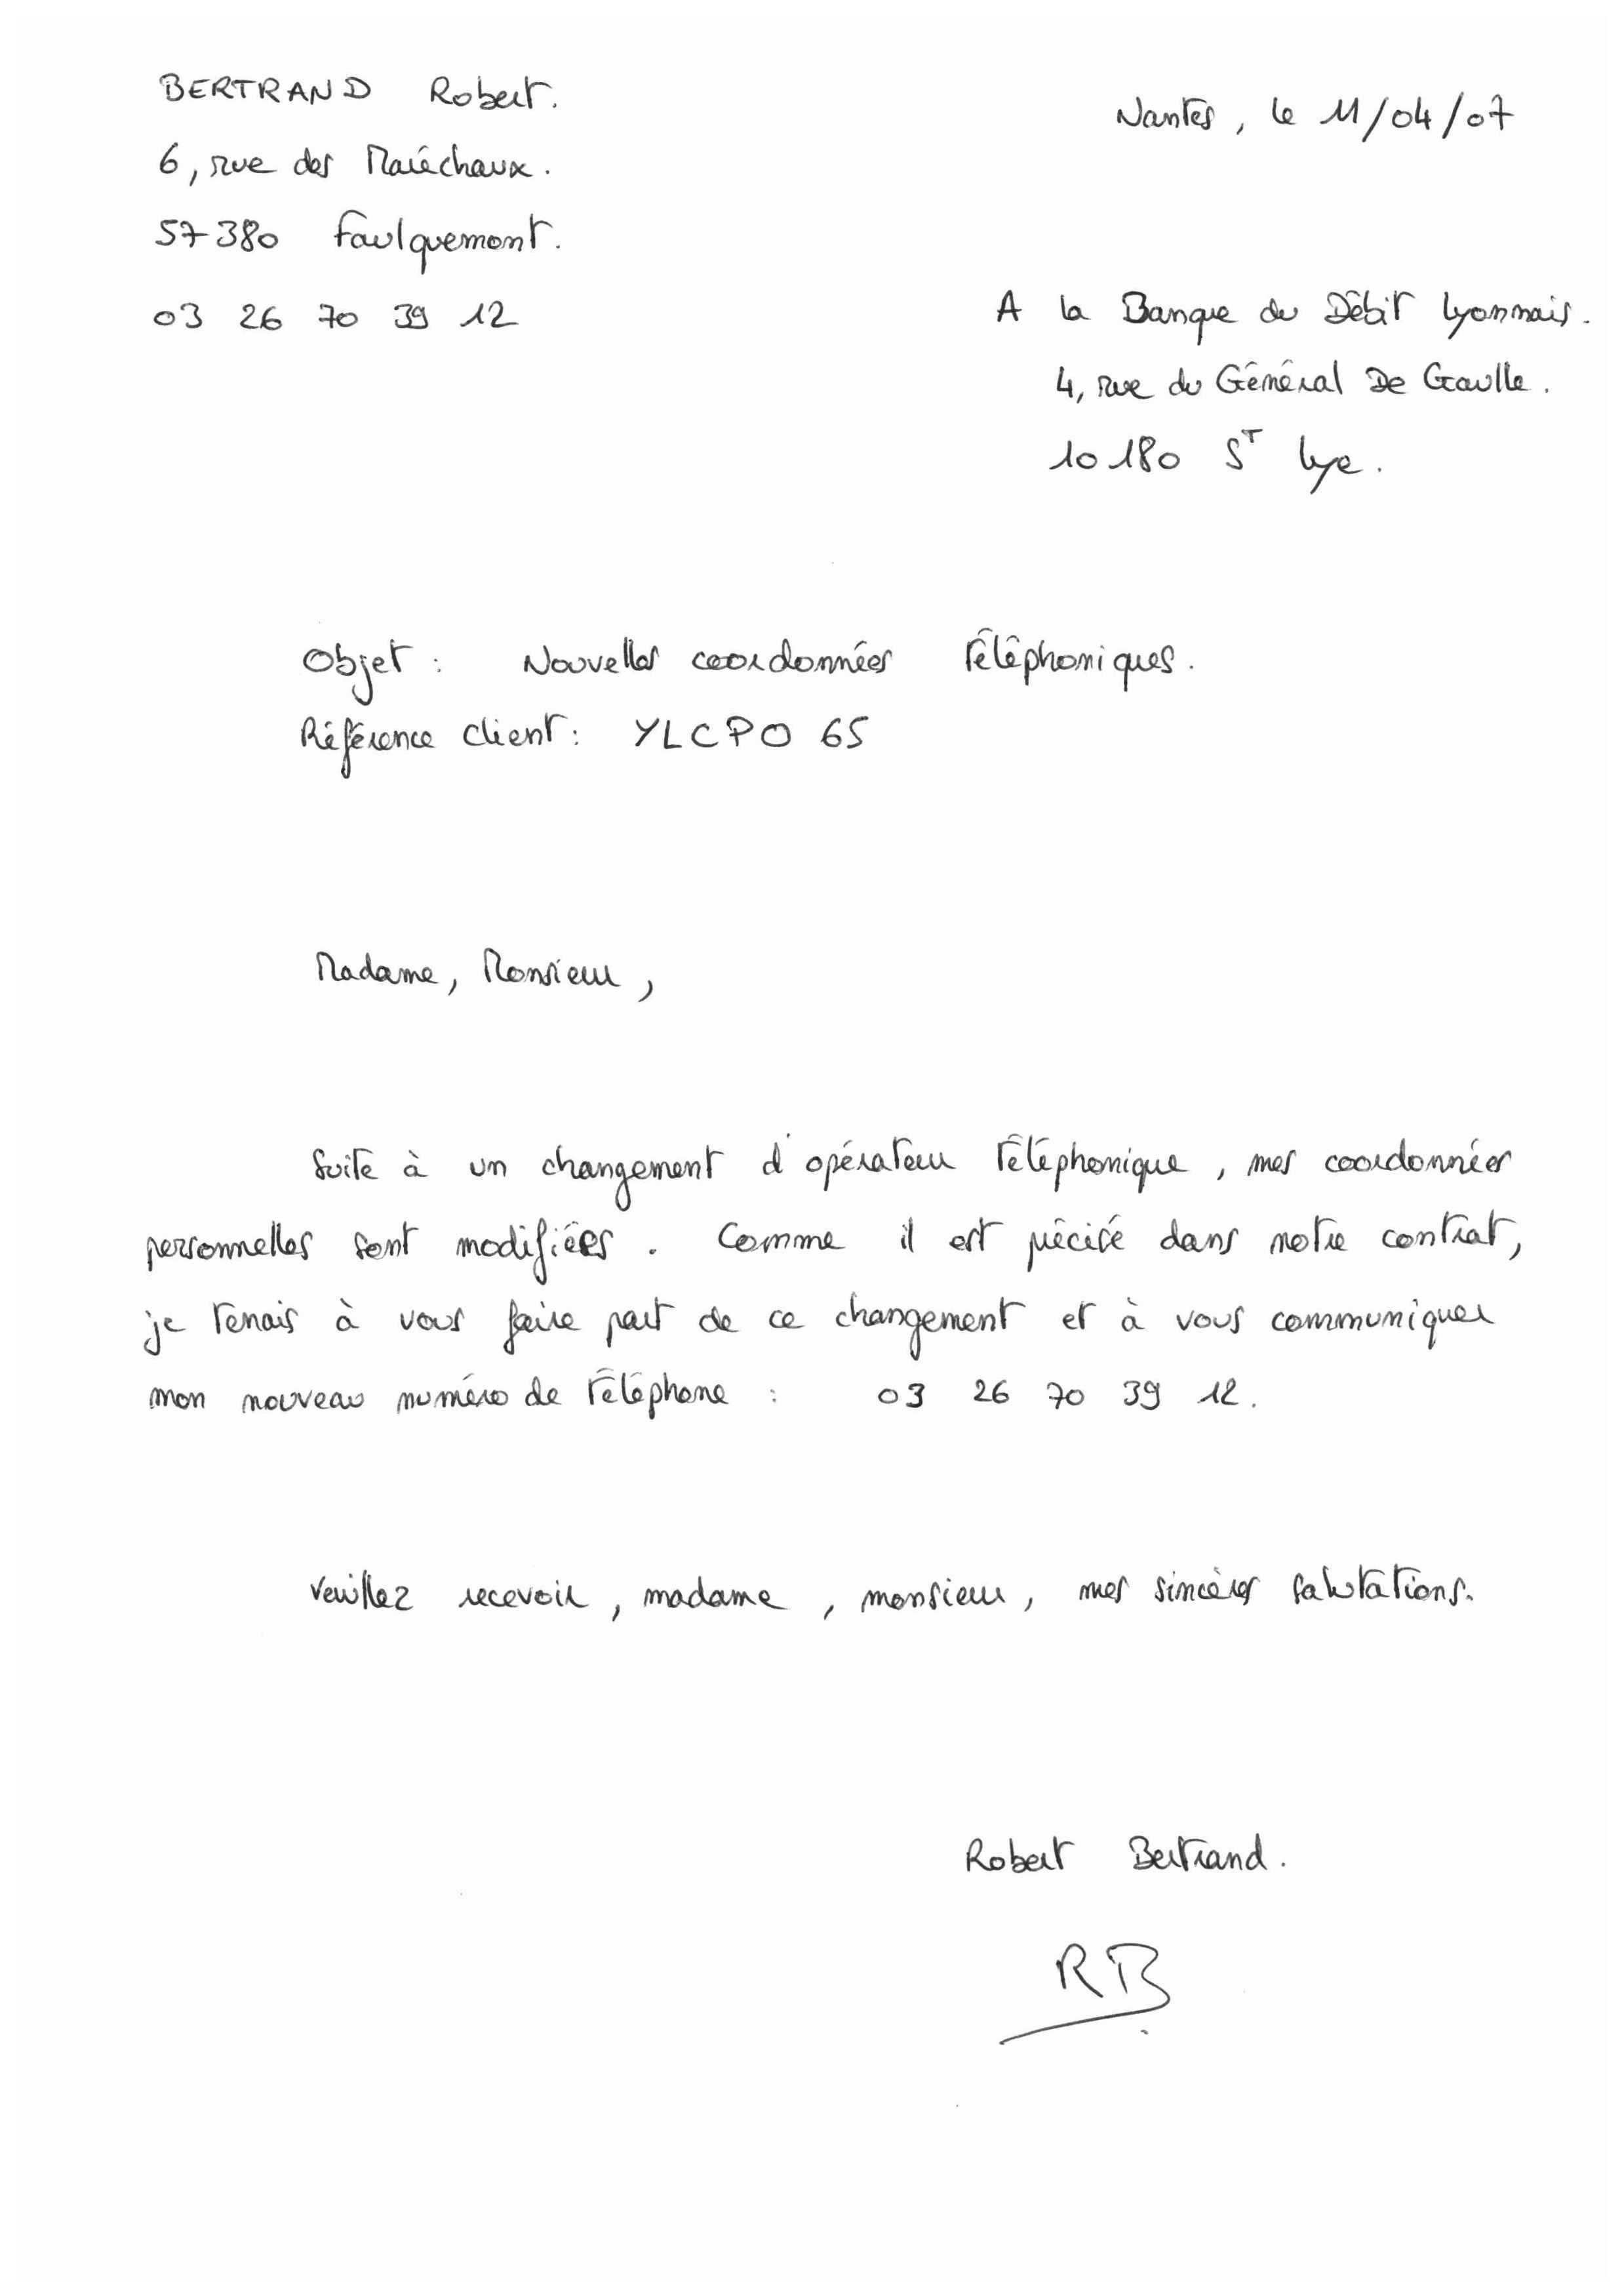 BERTRAND Robert.
6, rue des Maréchaux.
57380 Faulquemont.
03 26 70 39 12
Nantes, le 11/04/07
A la Banque du Débit Lyonnais.
4, rue du Général De Gaulle.
10180 St Lye.
Objet : Nouvelles coordonnées téléphoniques.
Référence client : YLCPO 65
Madame, Monsieur,
Suite à un changement d'opérateur téléphonique, mes coordonnées
personnelles sont modifiées. Comme il est précisé dans notre contrat,
je tenais à vous faire part de ce changement et à vous communiquer
mon nouveau numéro de téléphone : 03 26 70 39 12.
Veuillez recevoir, madame, monsieur, mes sincères salutations.
Robert Bertrand.
RB